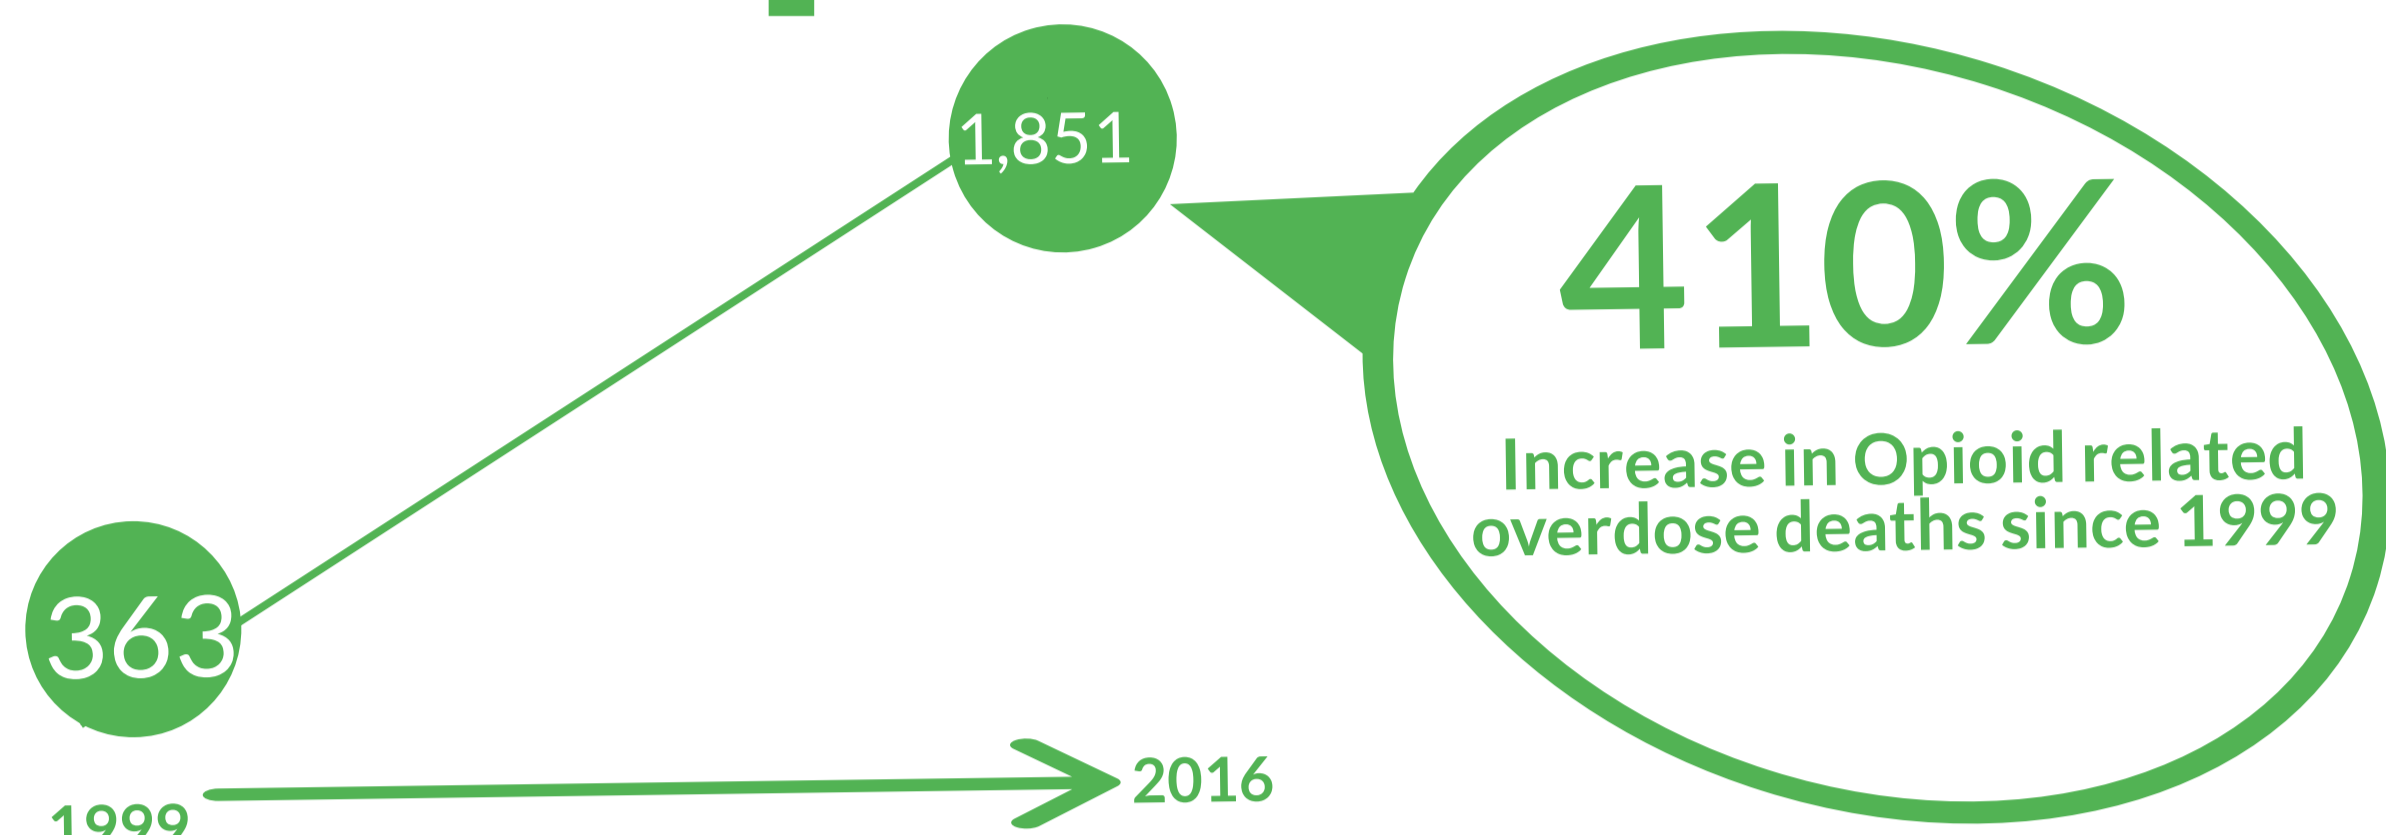 1,851
410%
Increase in Opioid related
overdose deaths since 1999
363
2016
1999